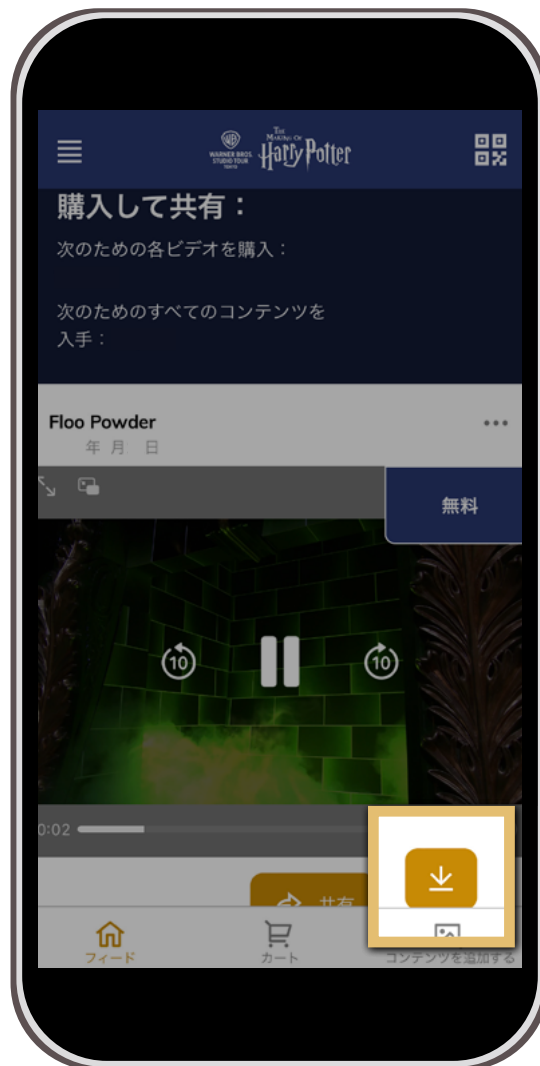 WB
WARNER BROS.
STUDIO TOUR
TOKYO
THE
MAKING OF
Harry Potter
購入して共有：
次のための各ビデオを購入：
次のためのすべてのコンテンツを
入手：
Floo Powder
年 月 日
無料
10
10
0:02
共有
フィード
カート
コンテンツを追加する